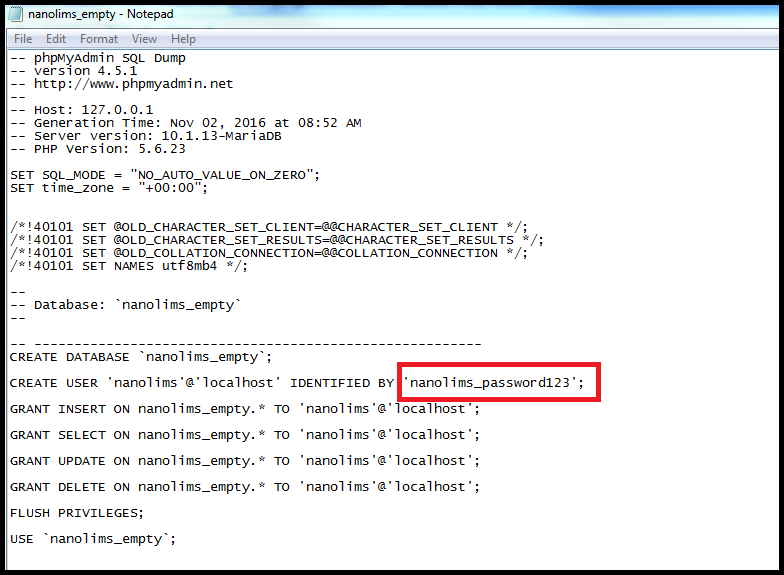 nanolims_empty - Notepad
File Edit Format View Help
-- phpMyAdmin SQL Dump
-- version 4.5.1
-- http://www.phpmyadmin.net
--
-- Host: 127.0.0.1
-- Generation Time: Nov 02, 2016 at 08:52 AM
-- Server version: 10.1.13-MariaDB
-- PHP Version: 5.6.23
SET SQL_MODE = "NO_AUTO_VALUE_ON_ZERO";
SET time_zone = "+00:00";
/*!40101 SET @OLD_CHARACTER_SET_CLIENT=@@CHARACTER_SET_CLIENT */;
/*!40101 SET @OLD_CHARACTER_SET_RESULTS=@@CHARACTER_SET_RESULTS */;
/*!40101 SET @OLD_COLLATION_CONNECTION=@@COLLATION_CONNECTION */;
/*!40101 SET NAMES utf8mb4 */;
--
-- Database: `nanolims_empty`
--
-- --------------------------------------------------------
CREATE DATABASE `nanolims_empty`;
CREATE USER 'nanolims'@'localhost' IDENTIFIED BY 'nanolims_password123';
GRANT INSERT ON nanolims_empty.* TO 'nanolims'@'localhost';
GRANT SELECT ON nanolims_empty.* TO 'nanolims'@'localhost';
GRANT UPDATE ON nanolims_empty.* TO 'nanolims'@'localhost';
GRANT DELETE ON nanolims_empty.* TO 'nanolims'@'localhost';
FLUSH PRIVILEGES;
USE `nanolims_empty`;